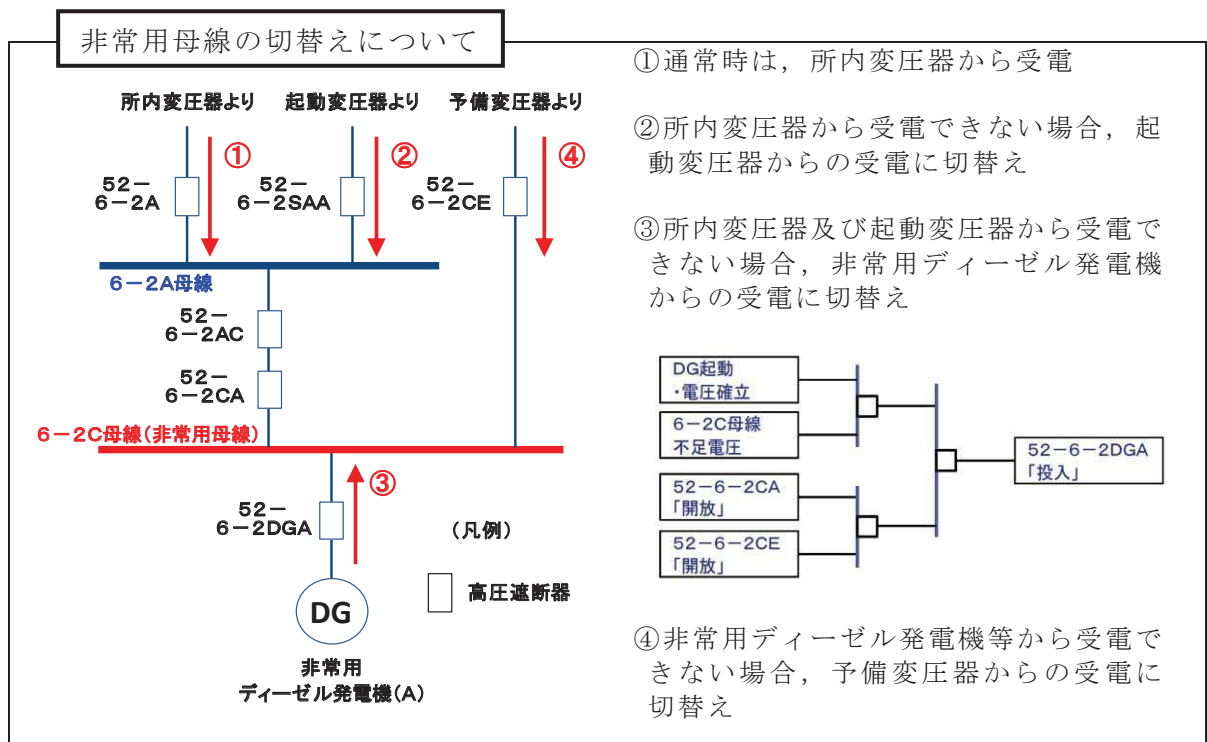 非常用母線の切替えについて
所内変圧器より
起動変圧器より
予備変圧器より
①
②
④
52-
6-2A
52-
6-2SAA
52-
6-2CE
6-2A母線
52-
6-2AC
52-
6-2CA
6-2C母線(非常用母線)
③
52-
6-2DGA
(凡例)
高圧遮断器
DG
非常用
ディーゼル発電機(A)
①通常時は，所内変圧器から受電
②所内変圧器から受電できない場合，起
動変圧器からの受電に切替え
③所内変圧器及び起動変圧器から受電で
きない場合，非常用ディーゼル発電機
からの受電に切替え
DG起動
・電圧確立
6-2C母線
不足電圧
52-6-2CA
「開放」
52-6-2CE
「開放」
52-6-2DGA
「投入」
④非常用ディーゼル発電機等から受電で
きない場合，予備変圧器からの受電に
切替え